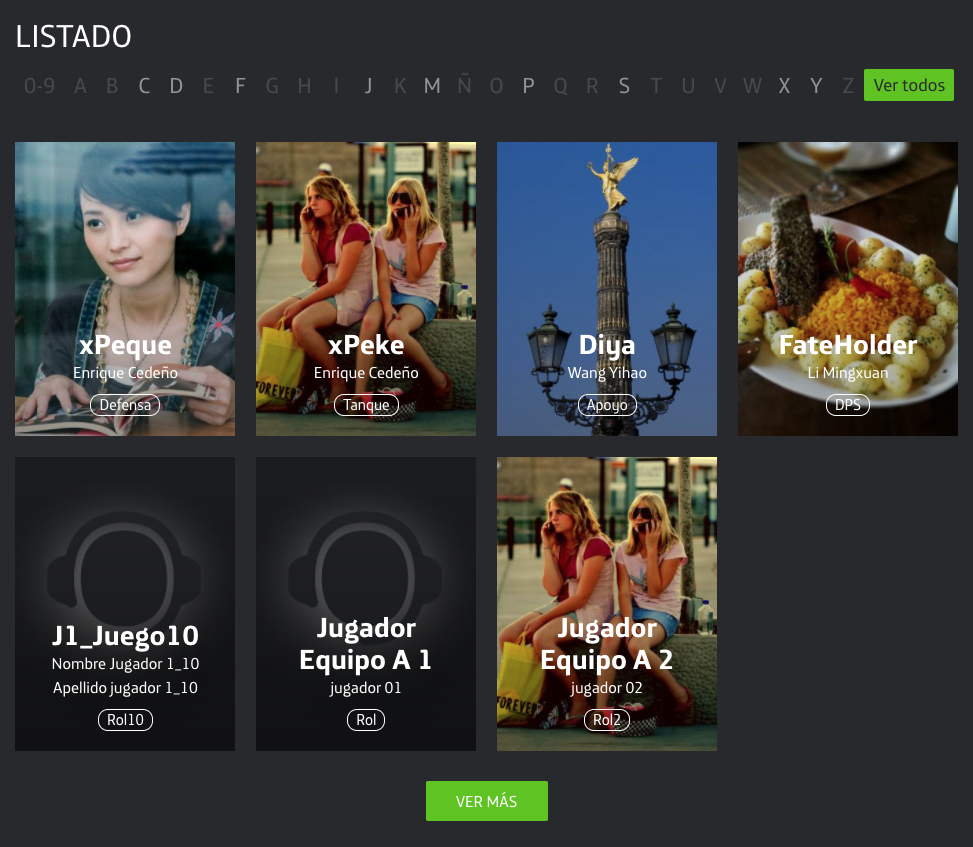 LISTADO
0-9 A B C D E F G H I J K M Ñ O P Q R S T U V W X Y Z Ver todos
xPeque
Enrique Cedeño
Defensa
FOREVER
xPeke
Enrique Cedeño
Tanque
Diya
Wang Yihao
Apoyo
FateHolder
Li Mingxuan
DPS
J1_Juego10
Nombre Jugador 1_10
Apellido jugador 1_10
Rol10
Jugador
Equipo A 1
jugador 01
Rol
Jugador
Equipo A 2
jugador 02
FOREVER
Rol2
VER MÁS